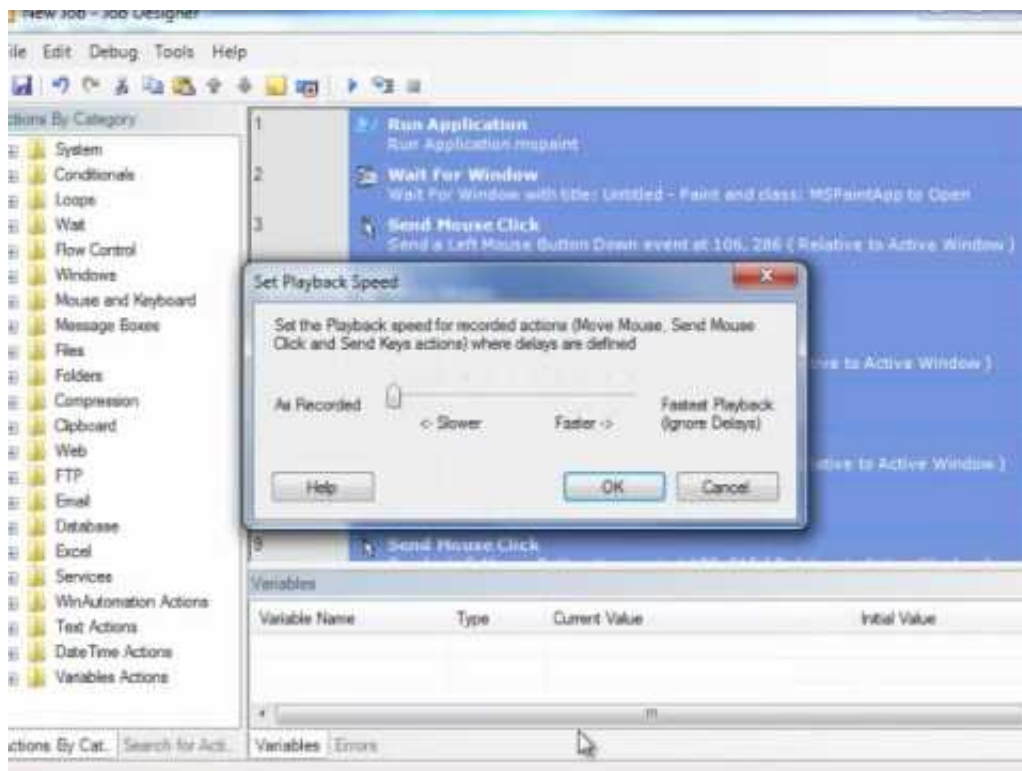 New Job - Job Designer
File Edit Debug Tools Help
Actions By Category
System
Conditionals
Loops
Wait
Flow Control
Windows
Mouse and Keyboard
Message Boxes
Files
Folders
Compression
Clipboard
Web
FTP
Email
Database
Excel
Services
WinAutomation Actions
Text Actions
DateTime Actions
Variables Actions
Actions By Cat.. Search for Acti..
1 Run Application
Run Application mspaint
2 Wait For Window
Wait For Window with title: Untitled - Paint and class: MSPaintApp to Open
3 Send Mouse Click
Send a Left Mouse Button Down event at 106, 286 ( Relative to Active Window )
Relative to Active Window )
Relative to Active Window )
9 Send Mouse Click
Set Playback Speed
Set the Playback speed for recorded actions (Move Mouse, Send Mouse
Click and Send Keys actions) where delays are defined
As Recorded
<- Slower Faster ->
Fastest Playback
(Ignore Delays)
Help OK Cancel
Variables
Variable Name Type Current Value Initial Value
Variables Errors